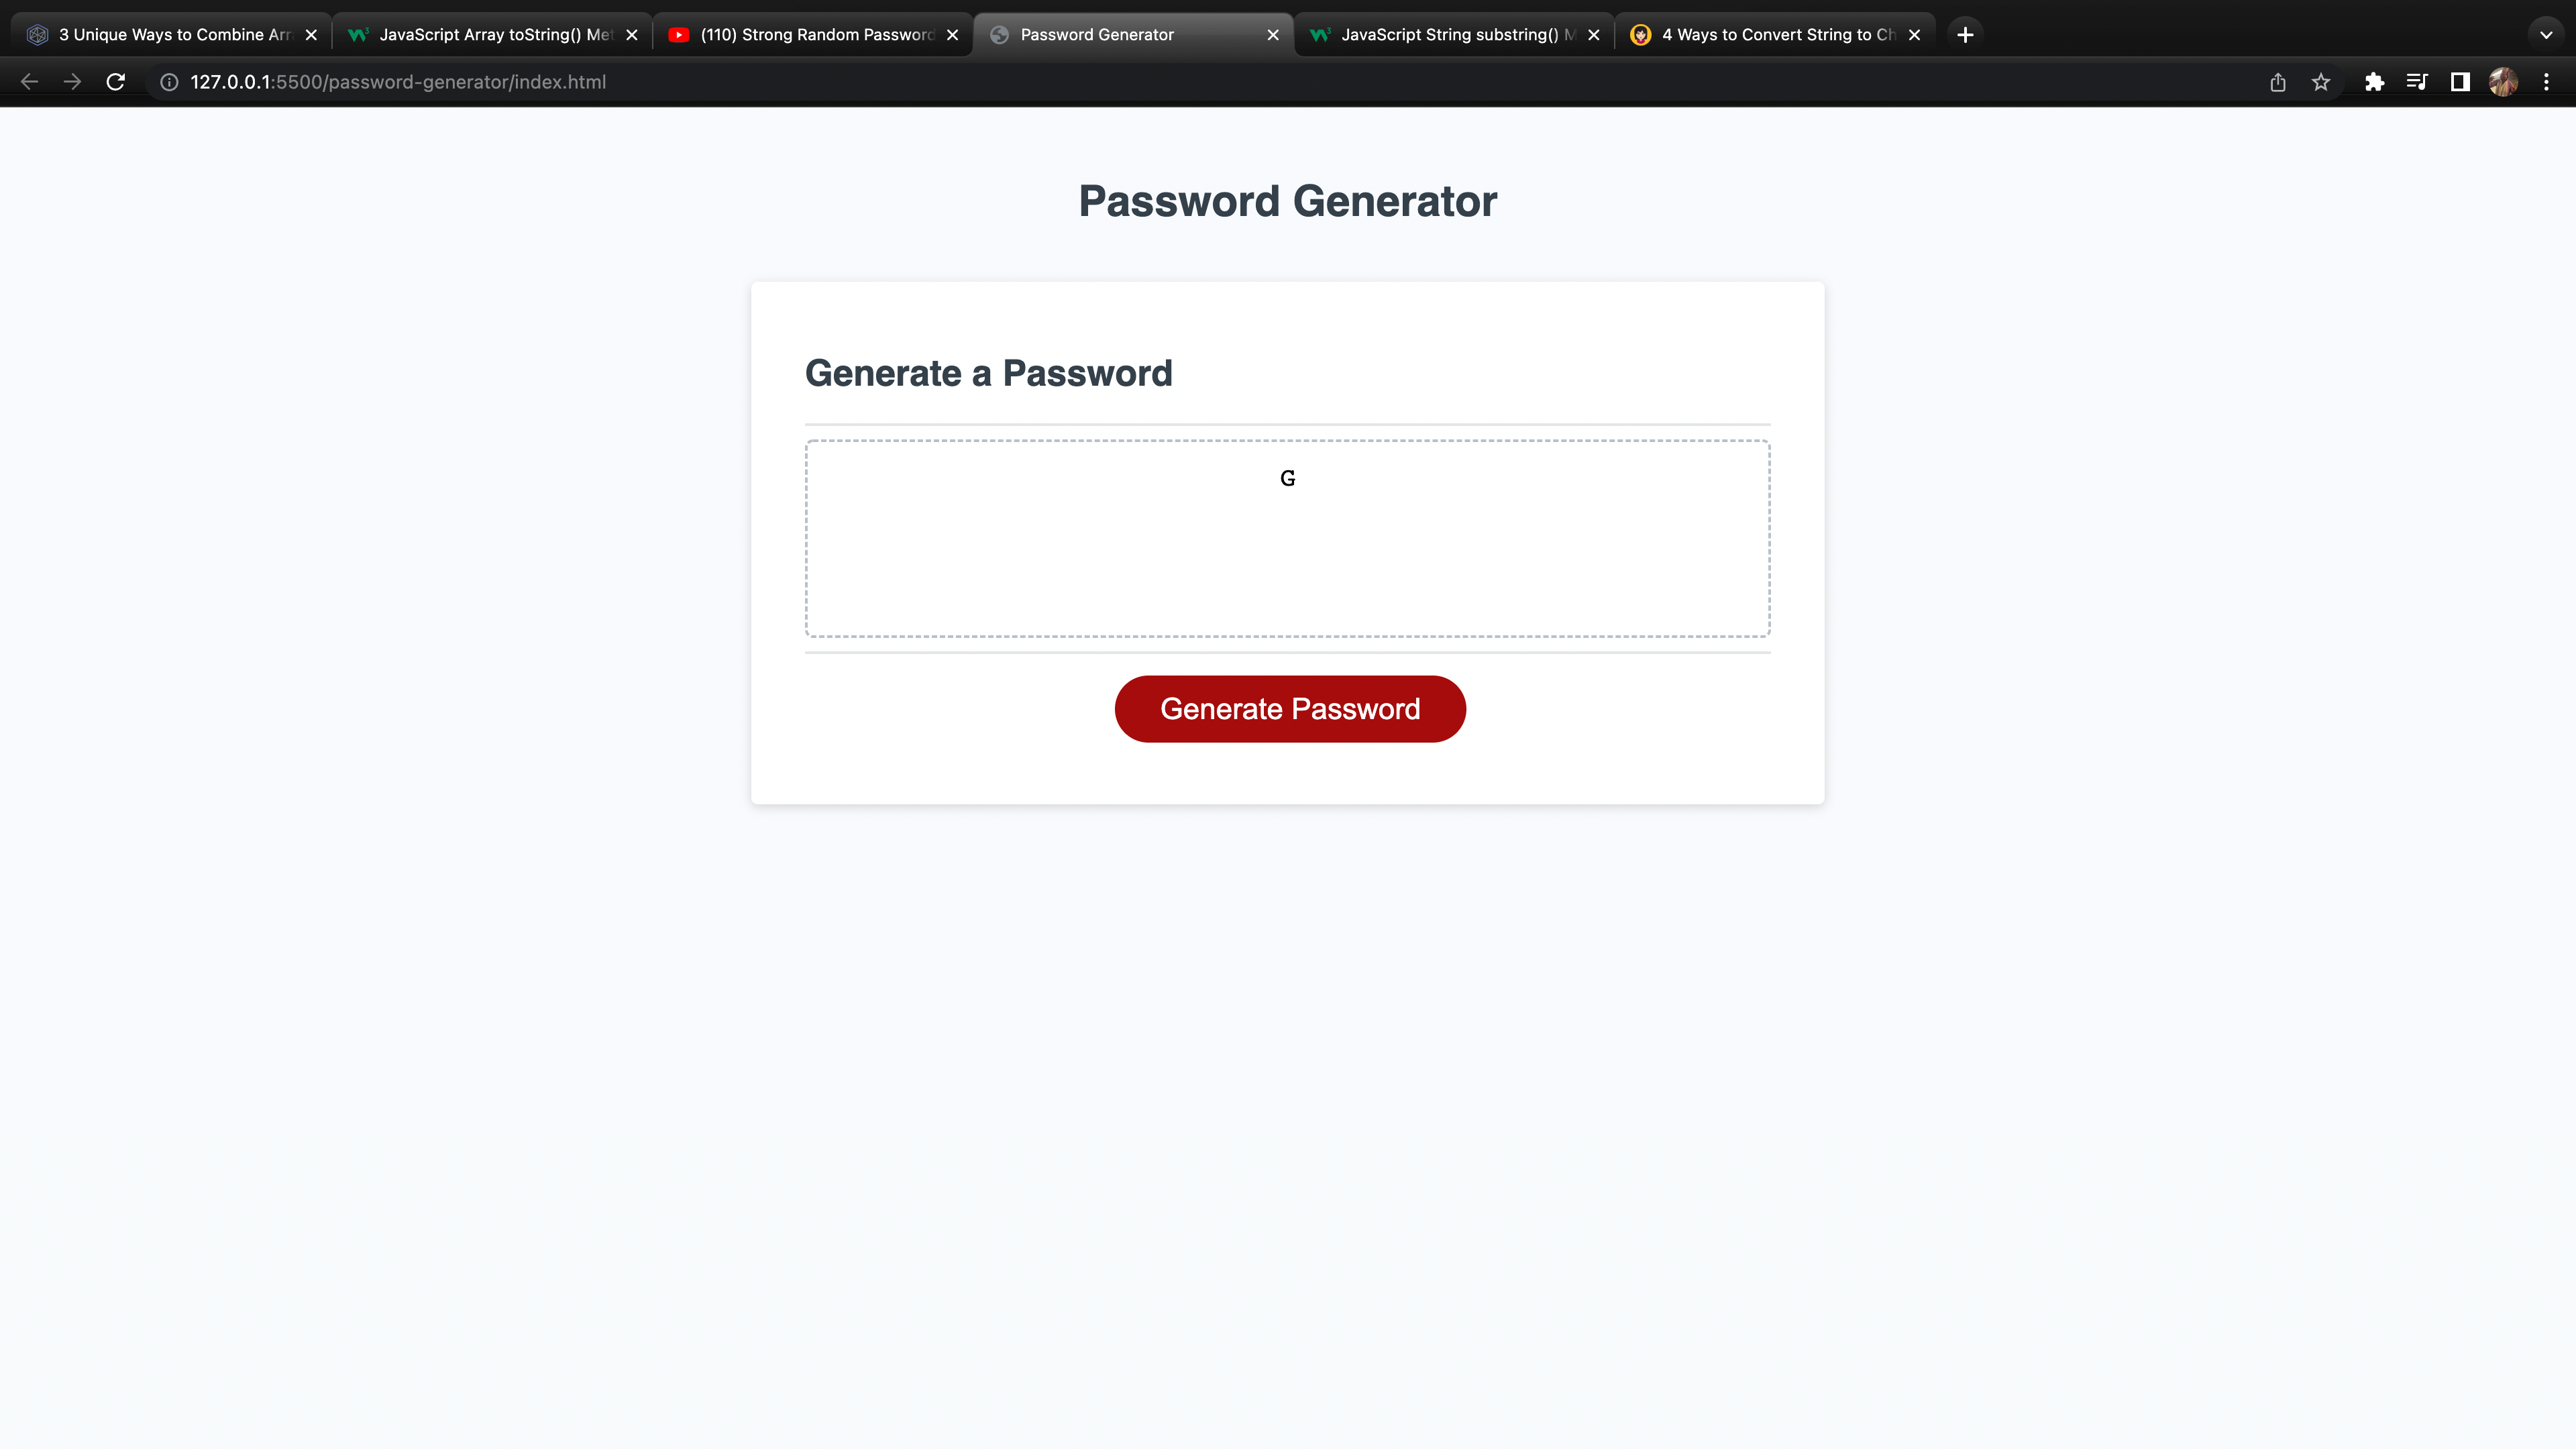 3 Unique Ways to Combine Arr
JavaScript Array toString() Met
(110) Strong Random Password
Password Generator
JavaScript String substring() M
4 Ways to Convert String to Ch
127.0.0.1:5500/password-generator/index.html
Password Generator
Generate a Password
G
Generate Password